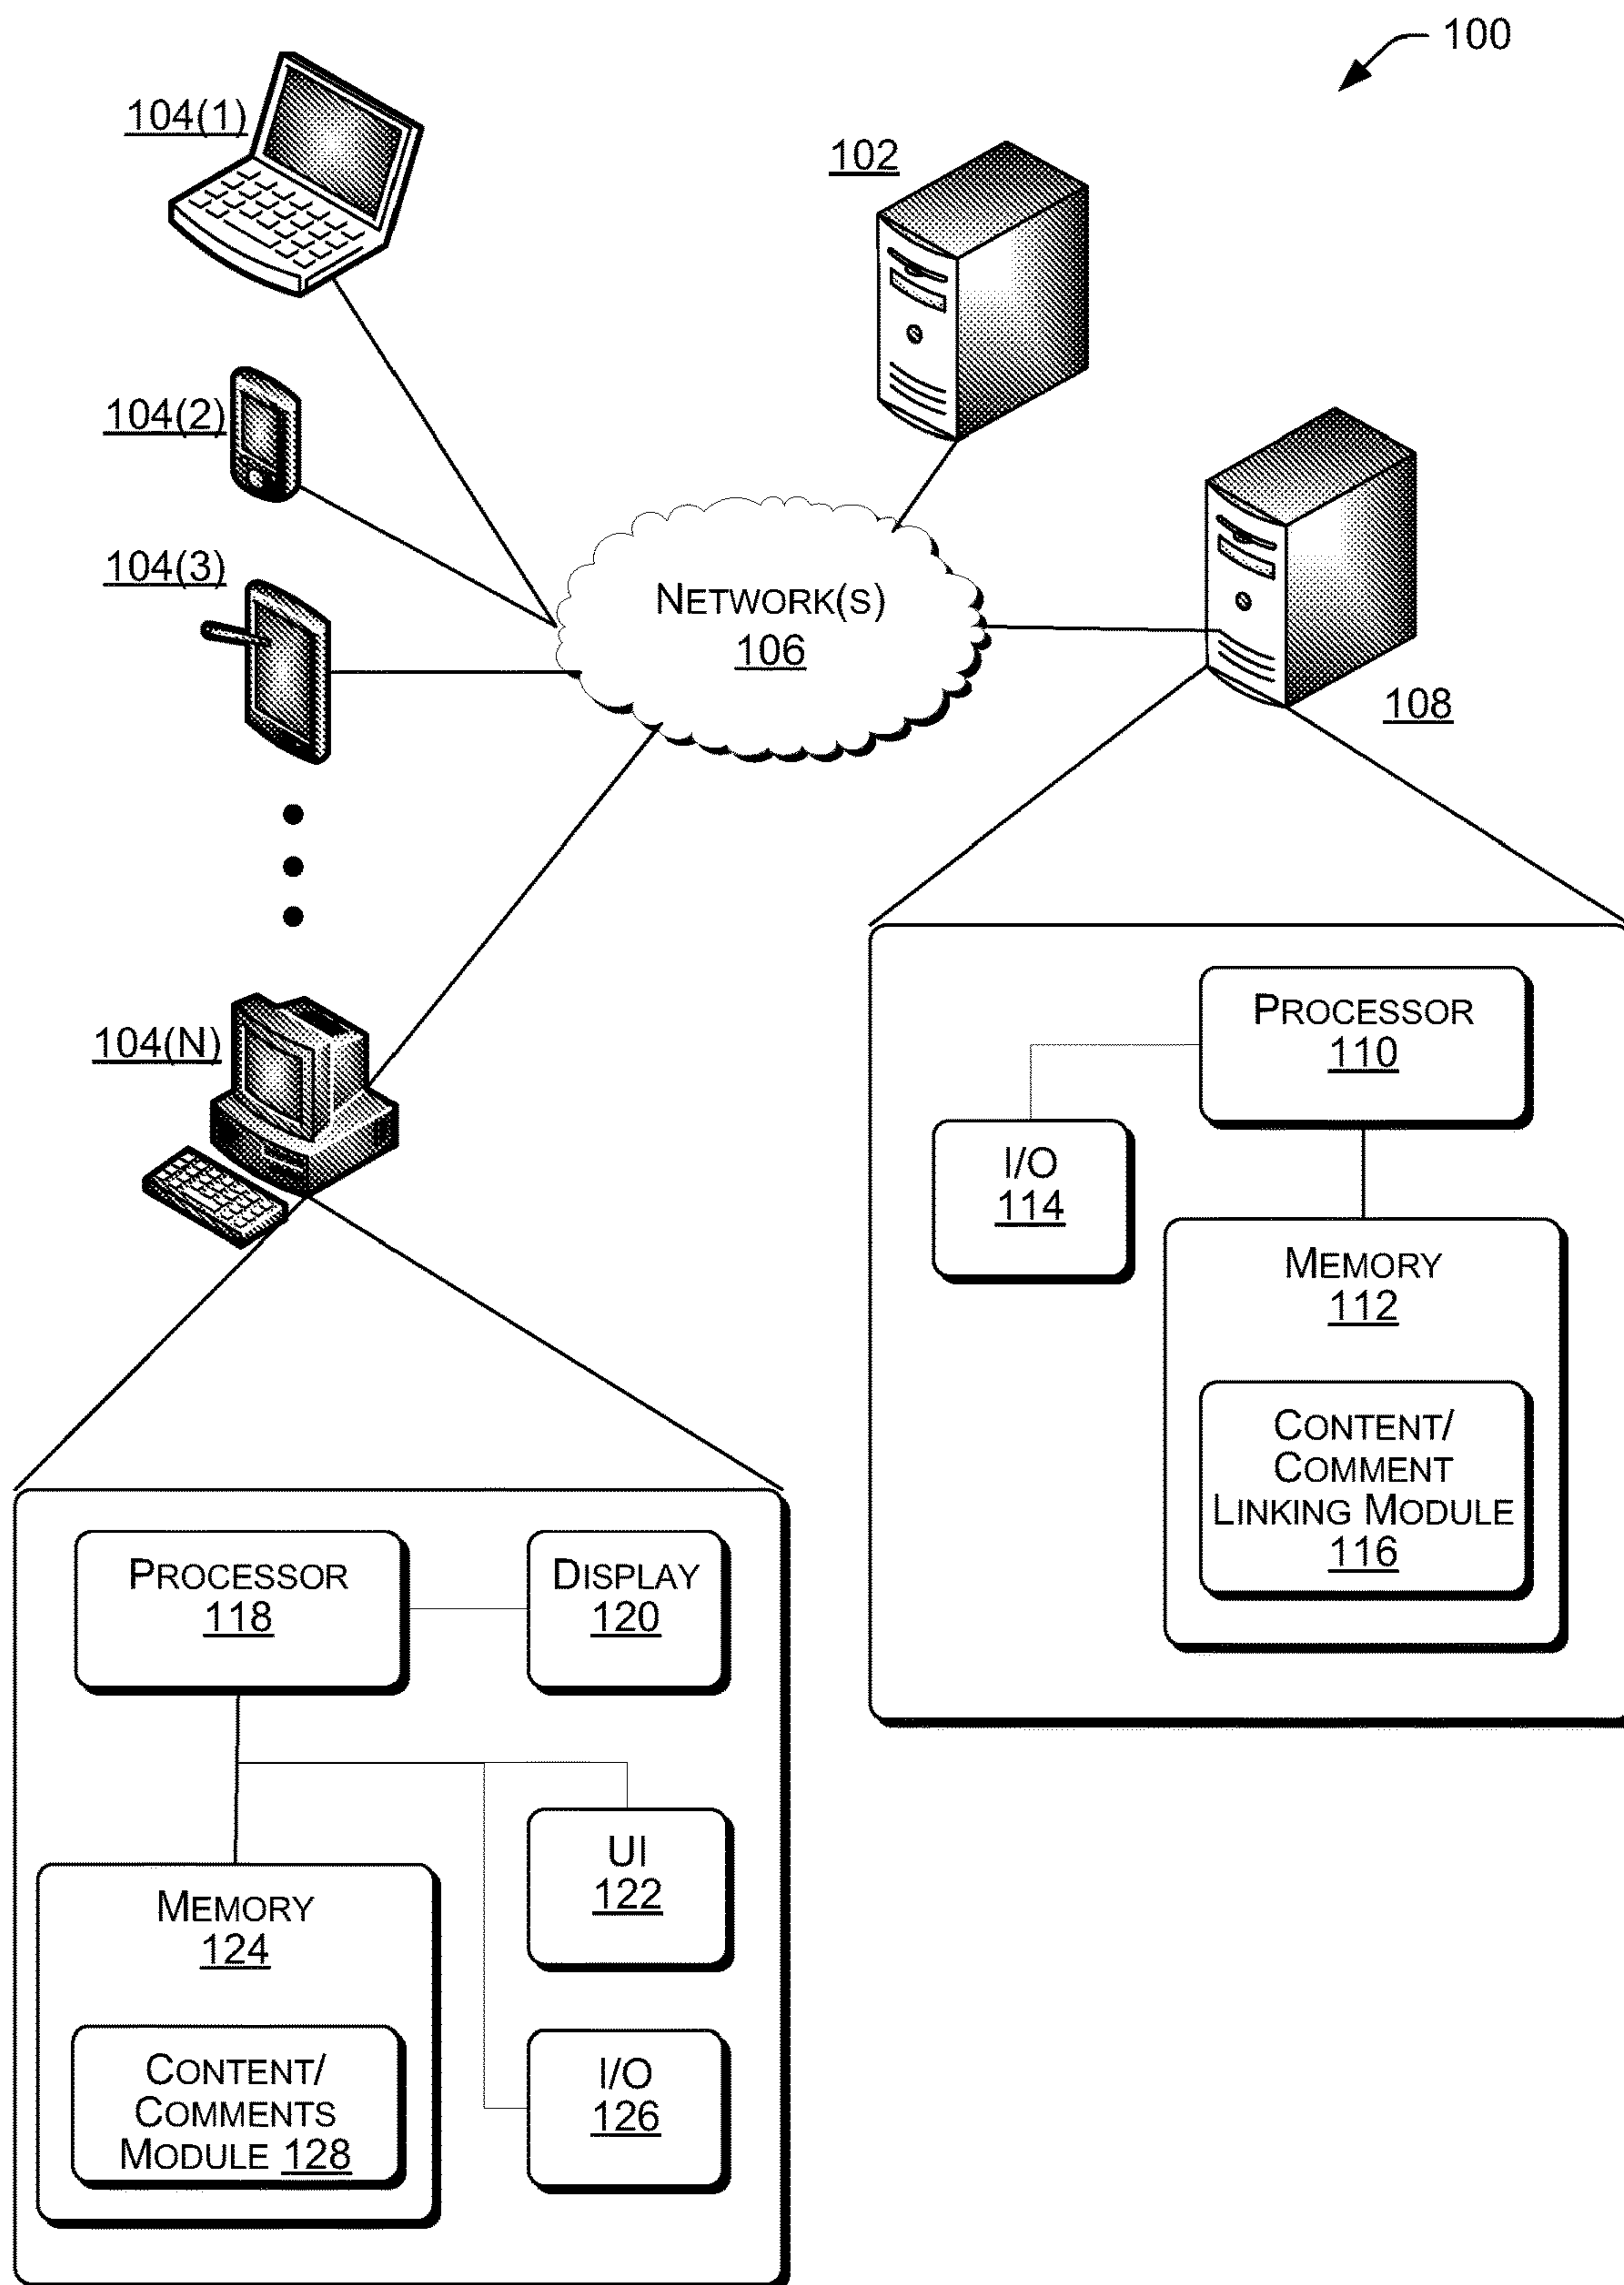 100
104(1)
102
104(2)
104(3)
NETWORK(S)
106
108
104(N)
PROCESSOR
110
I/O
114
MEMORY
112
CONTENT/
COMMENT
LINKING MODULE
116
PROCESSOR
118
DISPLAY
120
UI
122
MEMORY
124
CONTENT/
COMMENTS
MODULE 128
I/O
126